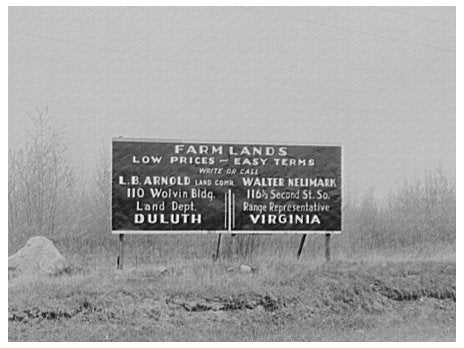 FARM LANDS
LOW PRICES — EASY TERMS
WRITE OR CALL
L.B. ARNOLD LAND COMR.
110 Wolvin Bldg.
Land Dept.
DULUTH
WALTER NELIMARK
116½ Second St. So.
Range Representative
VIRGINIA